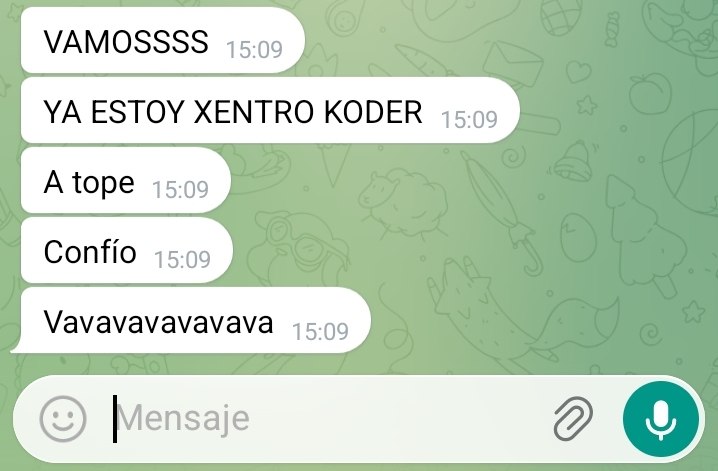 VAMOSSSS 15:09
YA ESTOY XENTRO KODER 15:09
A tope 15:09
Confío 15:09
Vavavavavavava 15:09
Mensaje